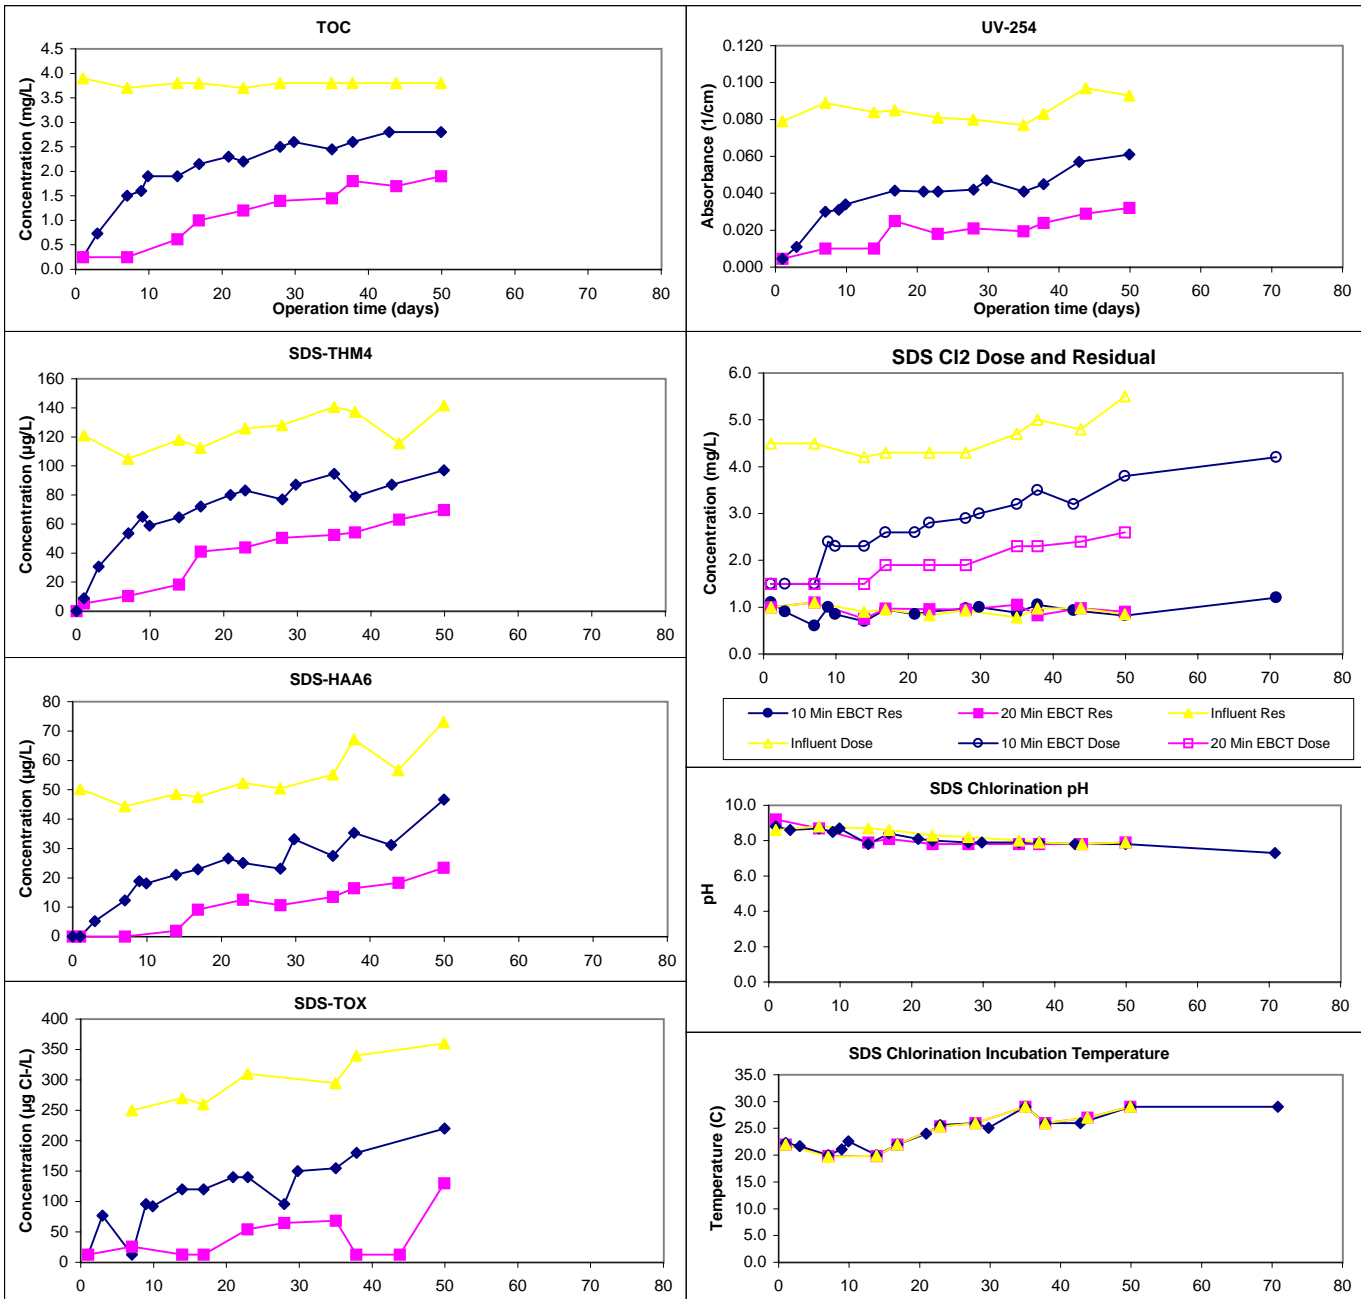 TOC
Concentration (mg/L)
4.5
4.0
3.5
3.0
2.5
2.0
1.5
1.0
0.5
0.0
0 10 20 30 40 50 60 70 80
Operation time (days)
UV-254
Absorbance (1/cm)
0.120
0.100
0.080
0.060
0.040
0.020
0.000
0 10 20 30 40 50 60 70 80
Operation time (days)
SDS-THM4
Concentration (µg/L)
160
140
120
100
80
60
40
20
0
0 10 20 30 40 50 60 70 80
SDS Cl2 Dose and Residual
Concentration (mg/L)
6.0
5.0
4.0
3.0
2.0
1.0
0.0
0 10 20 30 40 50 60 70 80
10 Min EBCT Res 20 Min EBCT Res Influent Res
Influent Dose 10 Min EBCT Dose 20 Min EBCT Dose
SDS-HAA6
Concentration (µg/L)
80
70
60
50
40
30
20
10
0
0 10 20 30 40 50 60 70 80
SDS Chlorination pH
pH
10.0
8.0
6.0
4.0
2.0
0.0
0 10 20 30 40 50 60 70 80
SDS-TOX
Concentration (µg Cl-/L)
400
350
300
250
200
150
100
50
0
0 10 20 30 40 50 60 70 80
SDS Chlorination Incubation Temperature
Temperature (C)
35.0
30.0
25.0
20.0
15.0
10.0
5.0
0.0
0 10 20 30 40 50 60 70 80